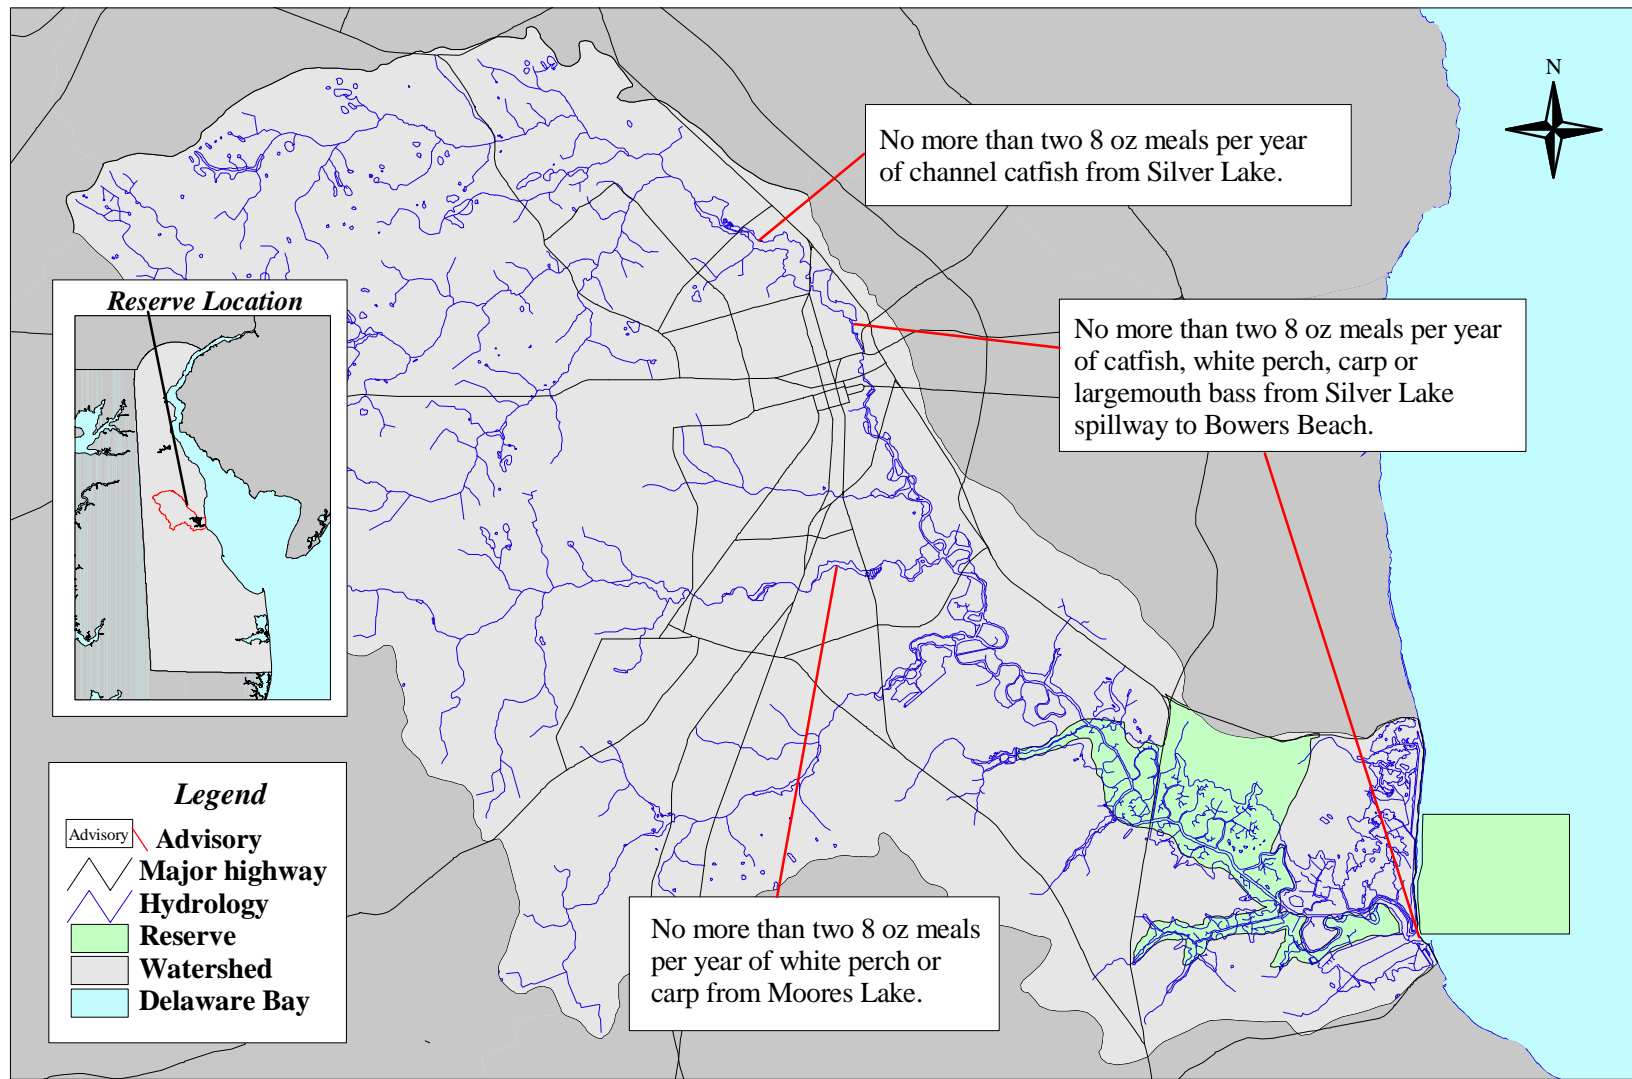 N
No more than two 8 oz meals per year
of channel catfish from Silver Lake.
Reserve Location
No more than two 8 oz meals per year
of catfish, white perch, carp or
largemouth bass from Silver Lake
spillway to Bowers Beach.
Legend
Advisory
Advisory
Major highway
Hydrology
Reserve
Watershed
Delaware Bay
No more than two 8 oz meals
per year of white perch or
carp from Moores Lake.